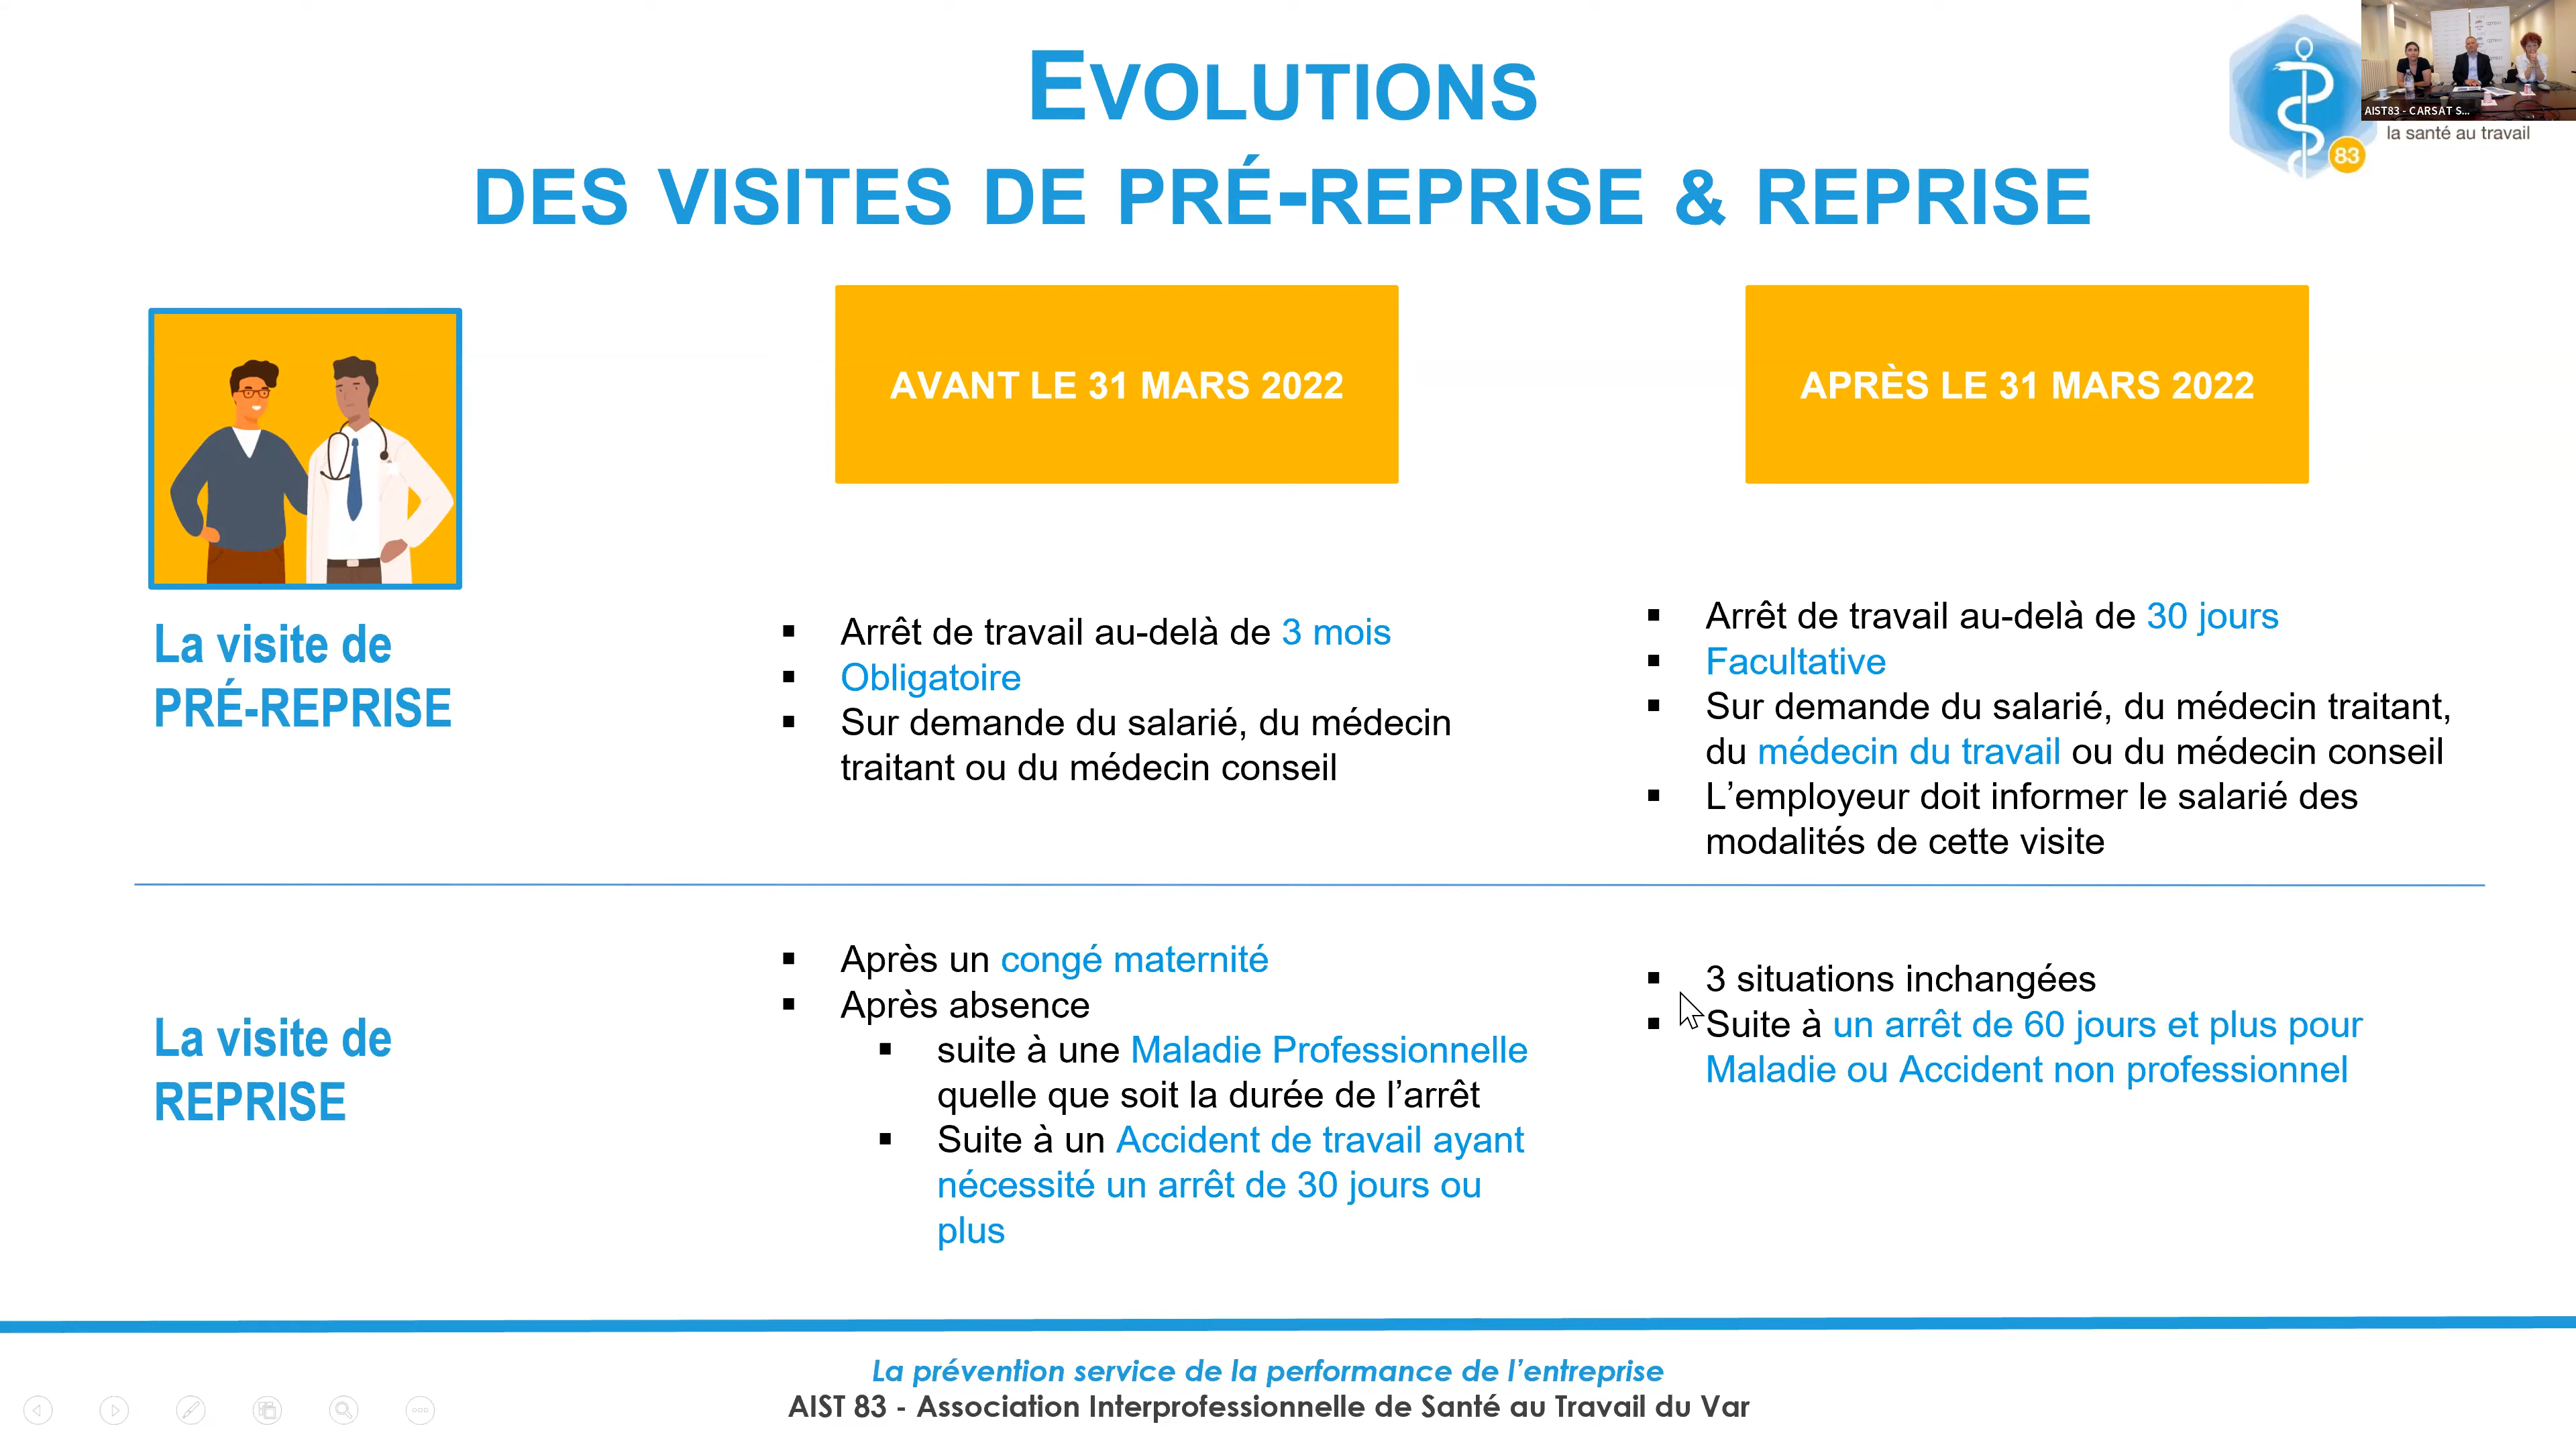 EVOLUTIONS
DES VISITES DE PRÉ-REPRISE & REPRISE
AIST83 - CARSAT S...
la santé au travail
83
AVANT LE 31 MARS 2022
APRÈS LE 31 MARS 2022
La visite de
PRÉ-REPRISE
▪ Arrêt de travail au-delà de 3 mois
▪ Obligatoire
▪ Sur demande du salarié, du médecin
traitant ou du médecin conseil
▪ Arrêt de travail au-delà de 30 jours
▪ Facultative
▪ Sur demande du salarié, du médecin traitant,
du médecin du travail ou du médecin conseil
▪ L’employeur doit informer le salarié des
modalités de cette visite
La visite de
REPRISE
▪ Après un congé maternité
▪ Après absence
▪ suite à une Maladie Professionnelle
quelle que soit la durée de l’arrêt
▪ Suite à un Accident de travail ayant
nécessité un arrêt de 30 jours ou
plus
▪ 3 situations inchangées
▪ Suite à un arrêt de 60 jours et plus pour
Maladie ou Accident non professionnel
La prévention service de la performance de l’entreprise
AIST 83 - Association Interprofessionnelle de Santé au Travail du Var